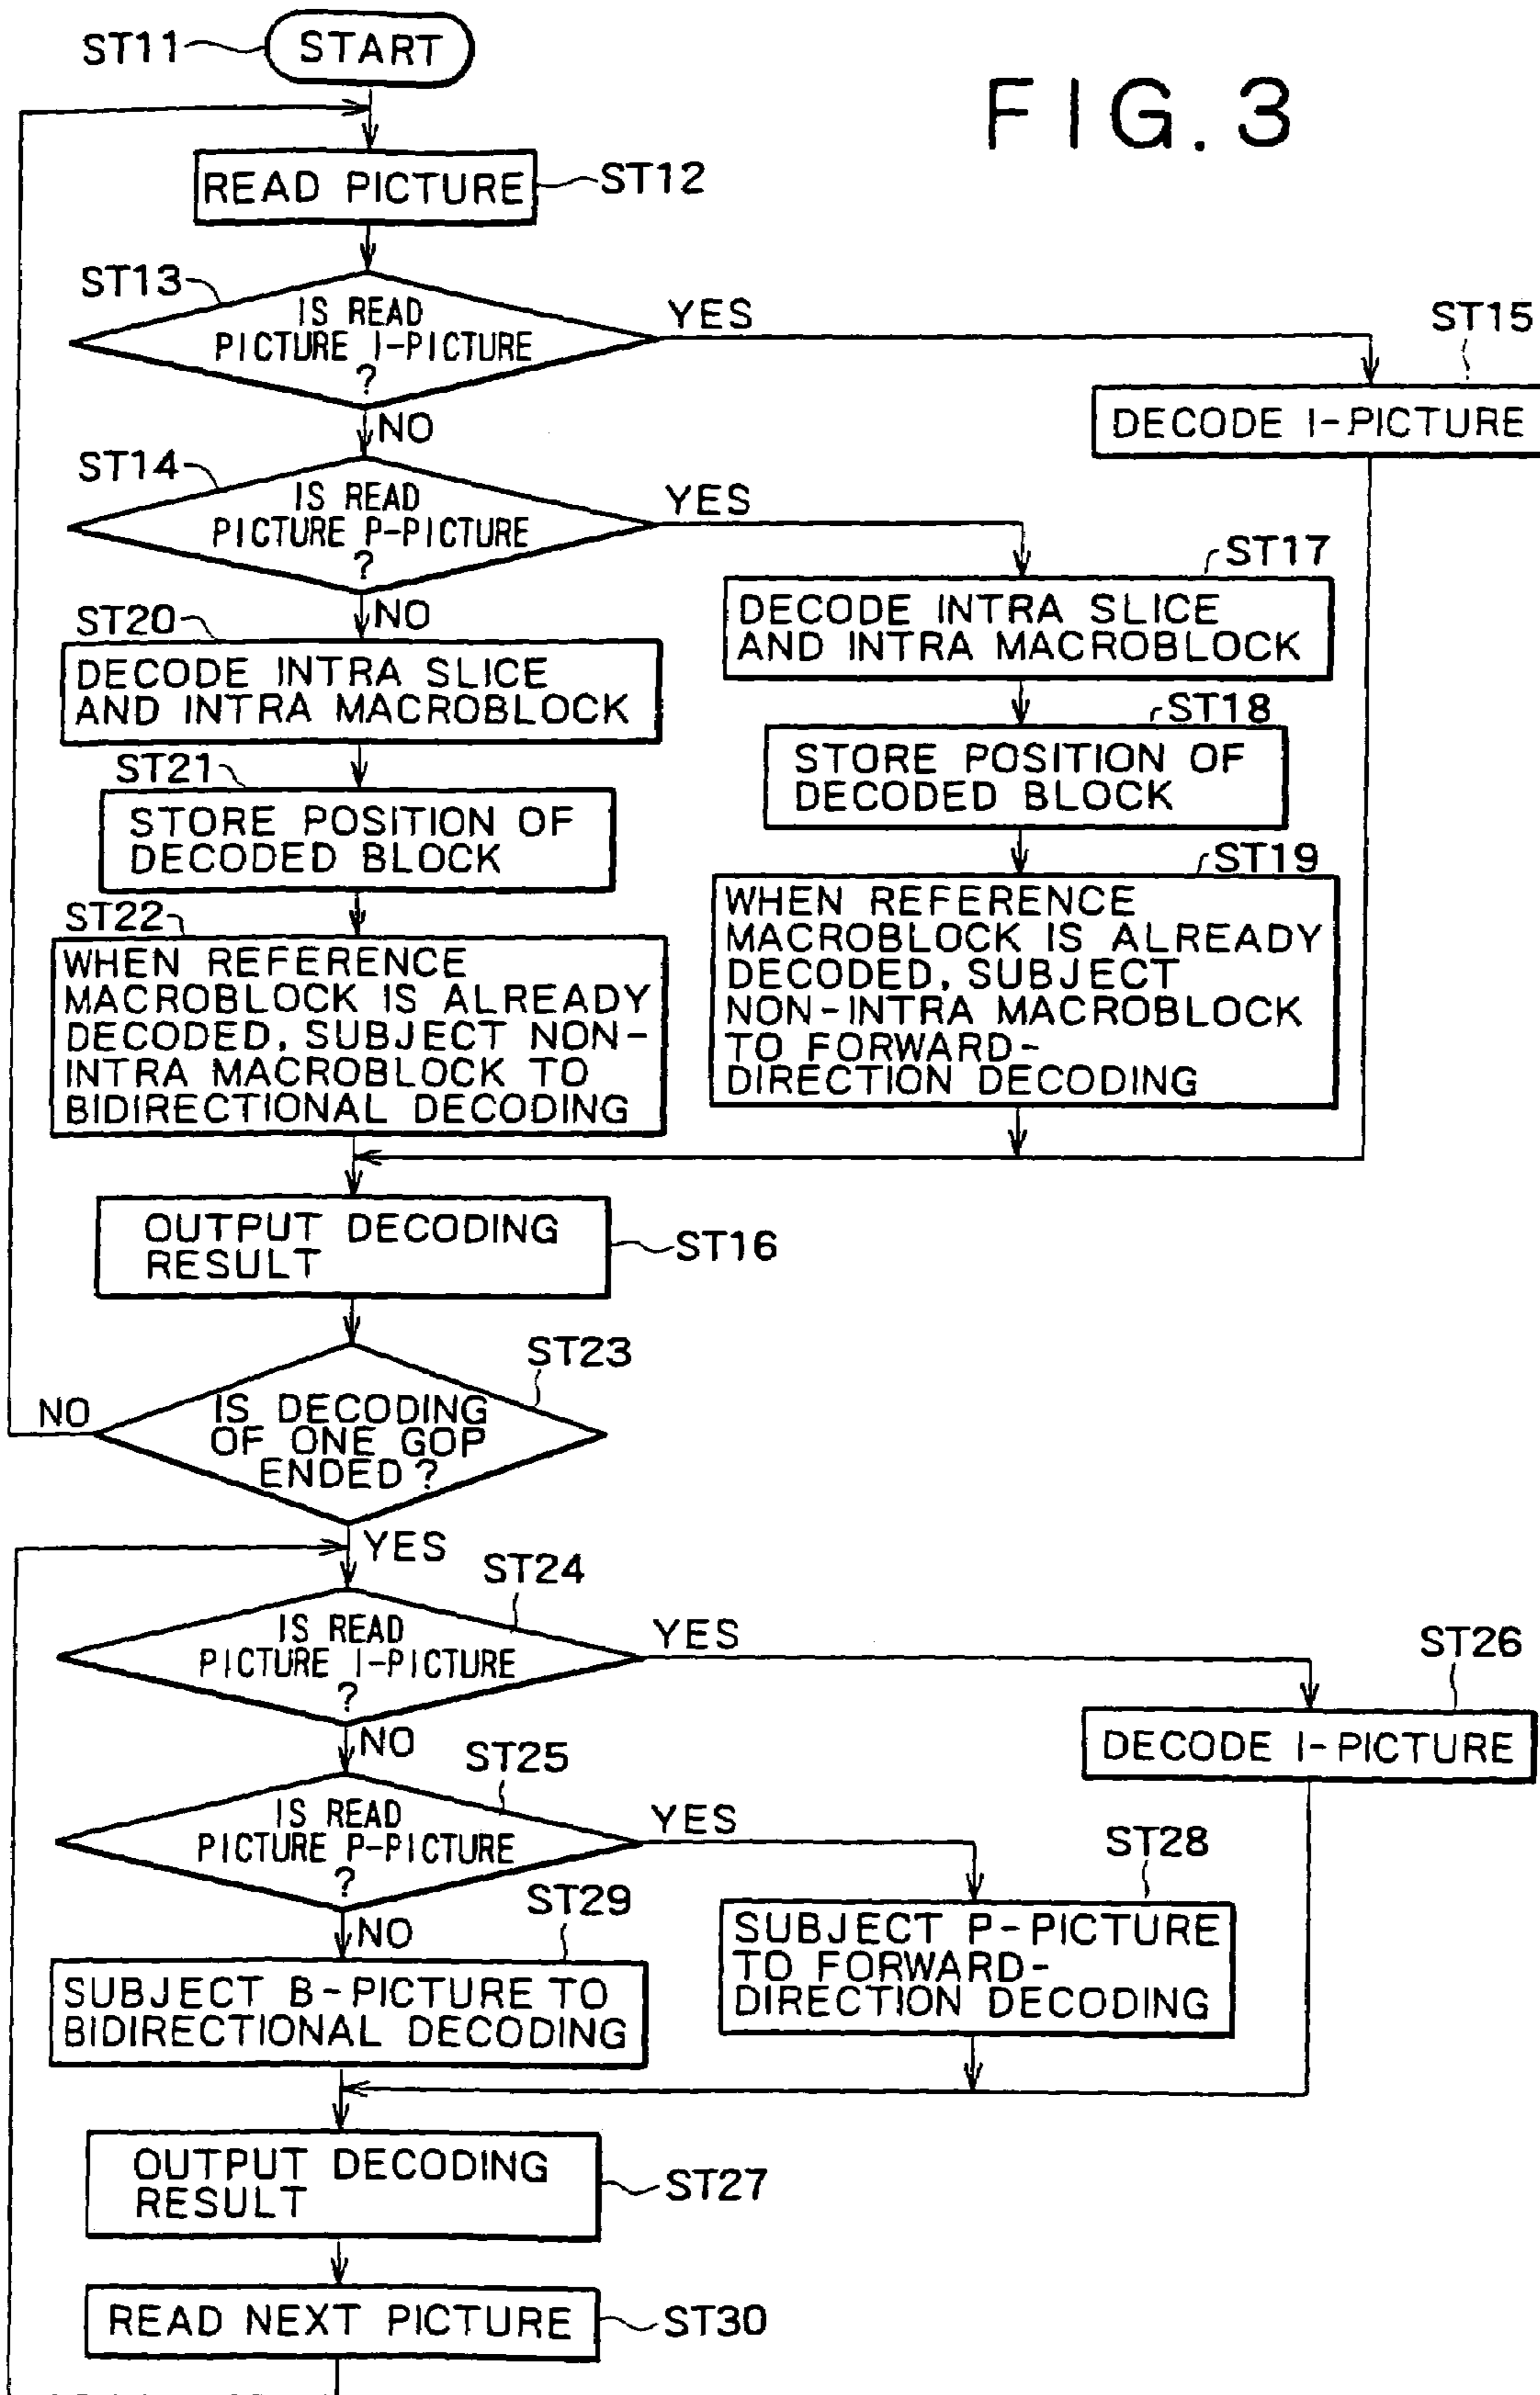 FIG. 3
ST11
START
READ PICTURE
ST12
ST13
IS READ
PICTURE I-PICTURE
?
YES
NO
ST15
DECODE I-PICTURE
ST14
IS READ
PICTURE P-PICTURE
?
YES
NO
ST17
DECODE INTRA SLICE
AND INTRA MACROBLOCK
ST18
STORE POSITION OF
DECODED BLOCK
ST19
WHEN REFERENCE
MACROBLOCK IS ALREADY
DECODED, SUBJECT
NON-INTRA MACROBLOCK
TO FORWARD-
DIRECTION DECODING
ST20
DECODE INTRA SLICE
AND INTRA MACROBLOCK
ST21
STORE POSITION OF
DECODED BLOCK
ST22
WHEN REFERENCE
MACROBLOCK IS ALREADY
DECODED, SUBJECT NON-
INTRA MACROBLOCK TO
BIDIRECTIONAL DECODING
OUTPUT DECODING
RESULT
ST16
ST23
IS DECODING
OF ONE GOP
ENDED?
NO
YES
ST24
IS READ
PICTURE I-PICTURE
?
YES
NO
ST26
DECODE I-PICTURE
ST25
IS READ
PICTURE P-PICTURE
?
YES
NO
ST28
SUBJECT P-PICTURE
TO FORWARD-
DIRECTION DECODING
ST29
SUBJECT B-PICTURE TO
BIDIRECTIONAL DECODING
OUTPUT DECODING
RESULT
ST27
READ NEXT PICTURE
ST30